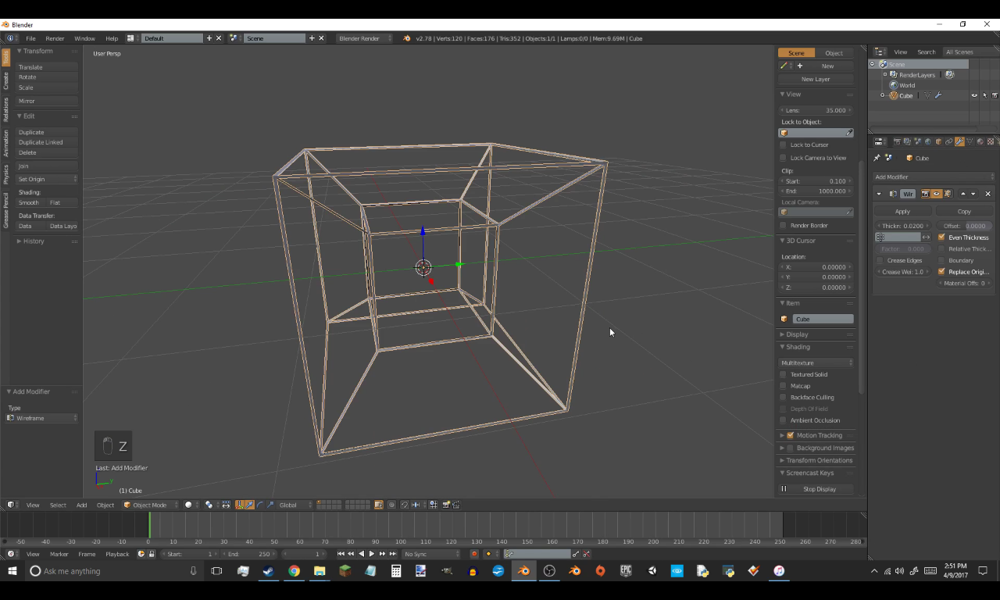 Blender
File Render Window Help Default Scene Blender Render v2.78 | Verts:120 | Faces:176 | Tris:352 | Objects:1/1 | Lamps:0/0 | Mem:9.69M | Cube
Tools
Create
Relations
Animation
Physics
Grease Pencil
Transform
Translate
Rotate
Scale
Mirror
Edit
Duplicate
Duplicate Linked
Delete
Join
Set Origin
Shading:
Smooth Flat
Data Transfer:
Data Data Layo
History
Add Modifier
Type
Wireframe
User Persp
Z
Last: Add Modifier
(1) Cube
Scene Object
New
New Layer
View
Lens: 35.000
Lock to Object:
Lock to Cursor
Lock Camera to View
Clip:
Start: 0.100
End: 1000.000
Local Camera:
Render Border
3D Cursor
Location:
X: 0.00000
Y: 0.00000
Z: 0.00000
Item
Cube
Display
Shading
Multitexture
Textured Solid
Matcap
Backface Culling
Depth Of Field
Ambient Occlusion
Motion Tracking
Background Images
Transform Orientations
Screencast Keys
Stop Display
View Search All Scenes
Scene
RenderLayers
World
Cube
Cube
Add Modifier
Wir
Apply Copy
Thickn: 0.0200 Offset: 0.0000
Even Thickness
Factor: 0.000 Relative Thick...
Crease Edges Boundary
Crease Wei: 1.0 Replace Origi...
Material Offs: 0
View Select Add Object Object Mode Global
-50 -40 -30 -20 -10 0 10 20 30 40 50 60 70 80 90 100 110 120 130 140 150 160 170 180 190 200 210 220 230 240 250 260 270 280
View Marker Frame Playback Start: 1 End: 250 1 No Sync
Ask me anything
EPIC
2:51 PM
4/9/2017